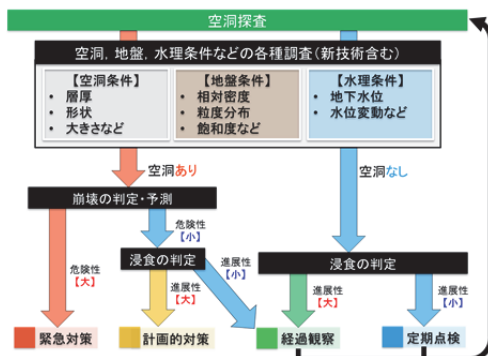 空洞探査
空洞，地盤，水理条件などの各種調査（新技術含む）
【空洞条件】
• 層厚
• 形状
• 大きさなど
【地盤条件】
• 相対密度
• 粒度分布
• 飽和度など
【水理条件】
• 地下水位
• 水位変動など
空洞あり
空洞なし
崩壊の判定・予測
危険性
【小】
浸食の判定
浸食の判定
危険性
【大】
進展性
【大】
進展性
【小】
進展性
【大】
進展性
【小】
緊急対策
計画的対策
経過観察
定期点検